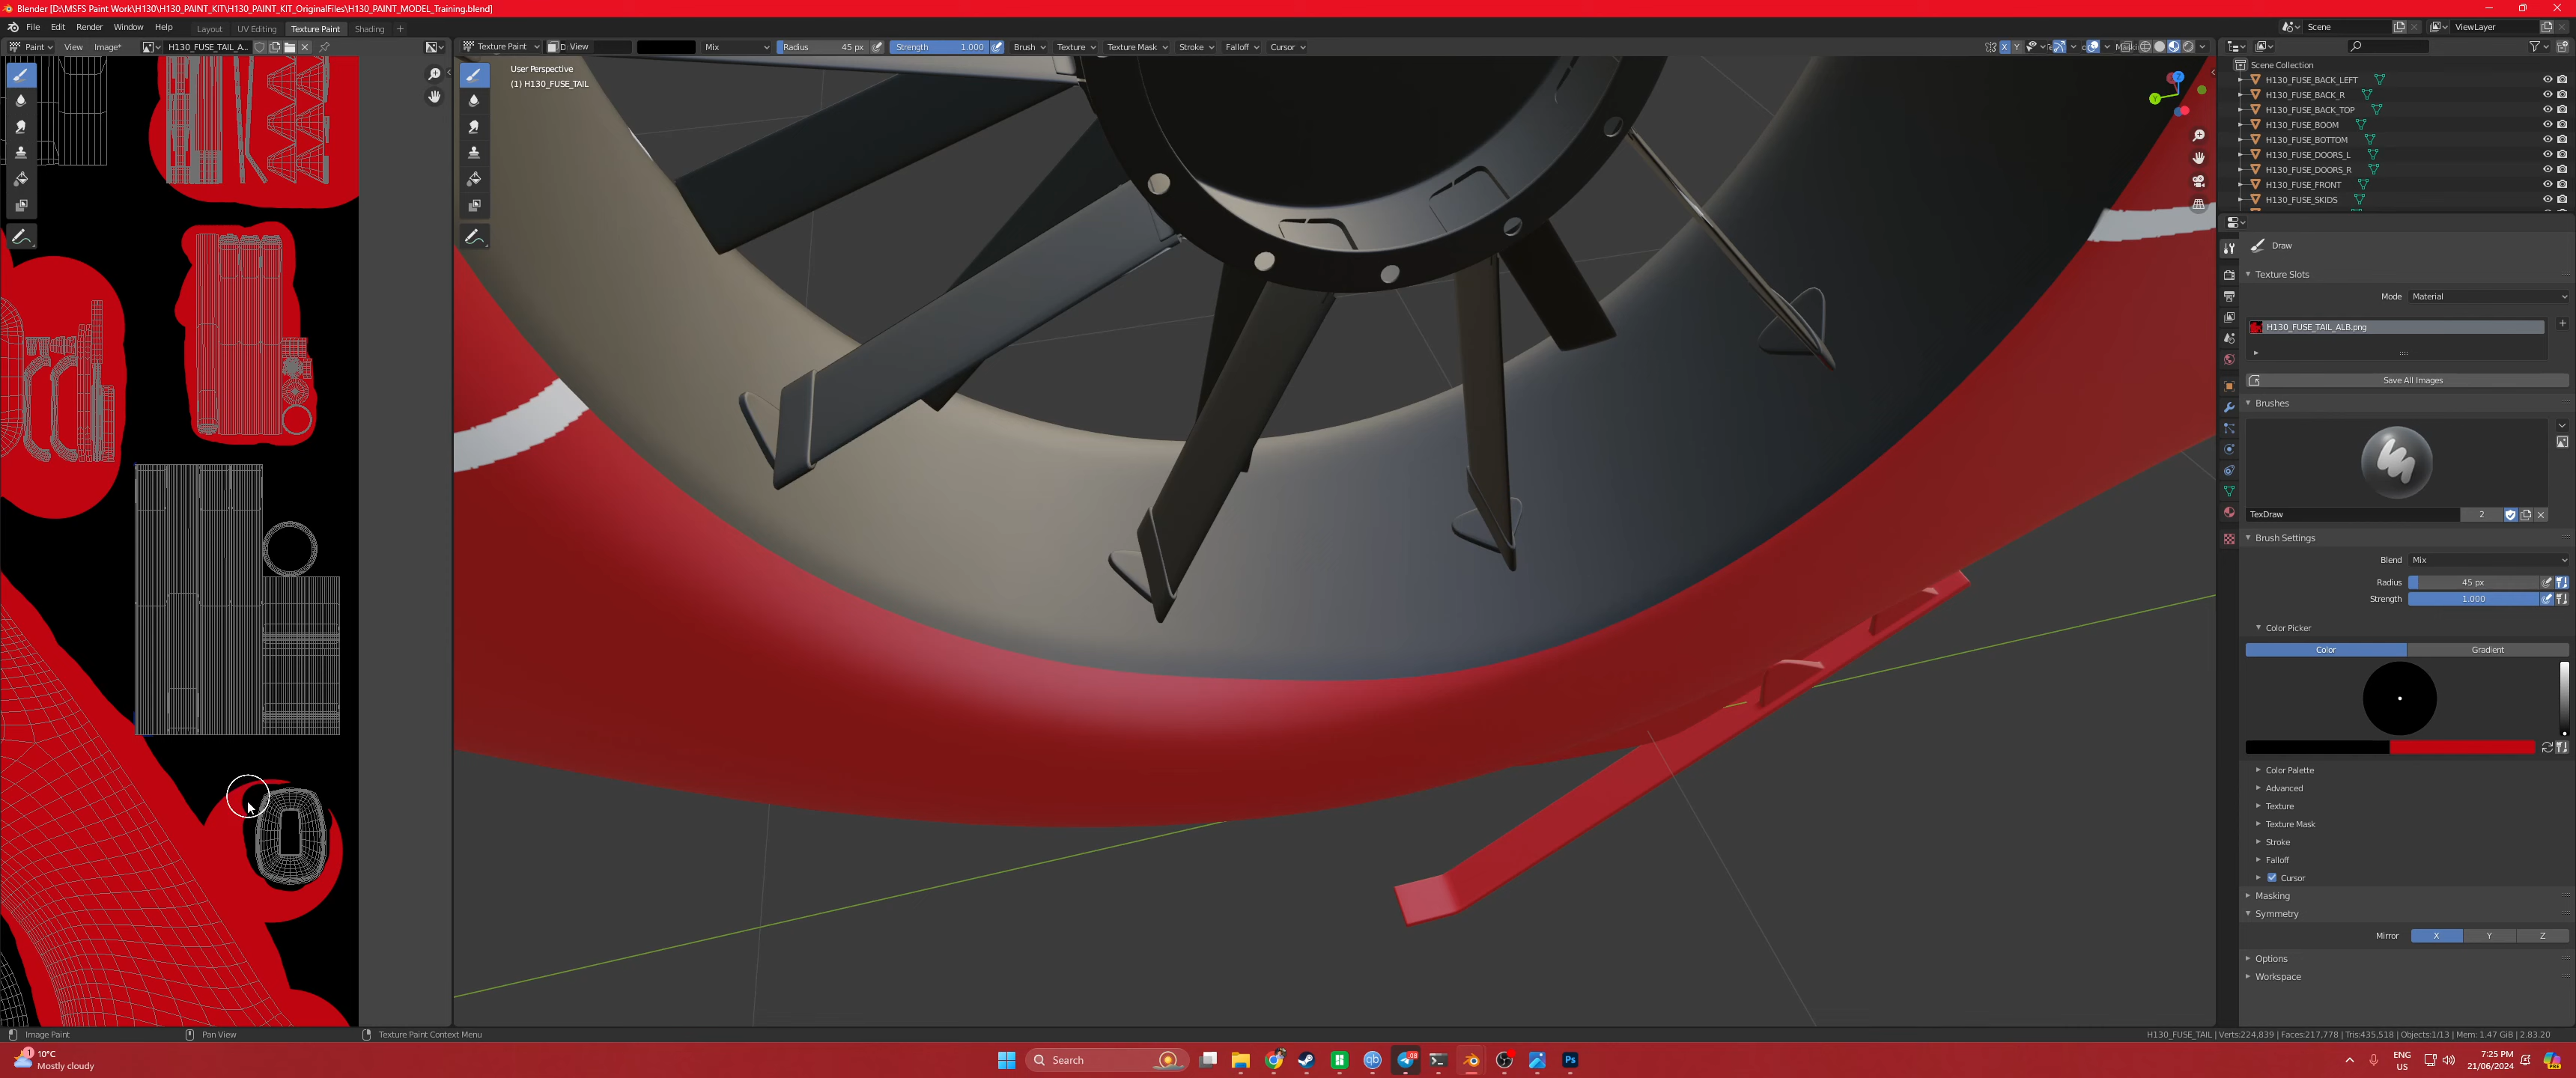 Blender [D:\MSFS Paint Work\H130\H130_PAINT_KIT\H130_PAINT_KIT_OriginalFiles\H130_PAINT_MODEL_Training.blend]
File Edit Render Window Help Layout UV Editing Texture Paint Shading + Scene ViewLayer
Paint View Image* H130_FUSE_TAIL_A... Texture Paint View Mix Radius 45 px Strength 1.000 Brush Texture Texture Mask Stroke Falloff Cursor X Y
User Perspective
(1) H130_FUSE_TAIL
Scene Collection
H130_FUSE_BACK_LEFT
H130_FUSE_BACK_R
H130_FUSE_BACK_TOP
H130_FUSE_BOOM
H130_FUSE_BOTTOM
H130_FUSE_DOORS_L
H130_FUSE_DOORS_R
H130_FUSE_FRONT
H130_FUSE_SKIDS
Draw
Texture Slots
Mode Material
H130_FUSE_TAIL_ALB.png
Save All Images
Brushes
TexDraw 2
Brush Settings
Blend Mix
Radius 45 px
Strength 1.000
Color Picker
Color Gradient
Color Palette
Advanced
Texture
Texture Mask
Stroke
Falloff
Cursor
Masking
Symmetry
Mirror X Y Z
Options
Workspace
Image Paint Pan View Texture Paint Context Menu H130_FUSE_TAIL | Verts:224,839 | Faces:217,778 | Tris:435,518 | Objects:1/13 | Mem: 1.47 GiB | 2.83.20
10°C
Mostly cloudy
Search
ENG
US
7:25 PM
21/06/2024